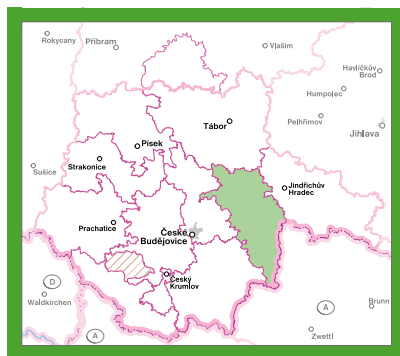 Rokycany
Příbram
Vlašim
Havlíčkův
Brod
Humpolec
Pelhřimov
Jihlava
Tábor
Písek
Strakonice
Sušice
Jindřichův
Hradec
Prachatice
České
Budějovice
Český
Krumlov
D
Waldkirchen
A
A
Brunn
Zwettl